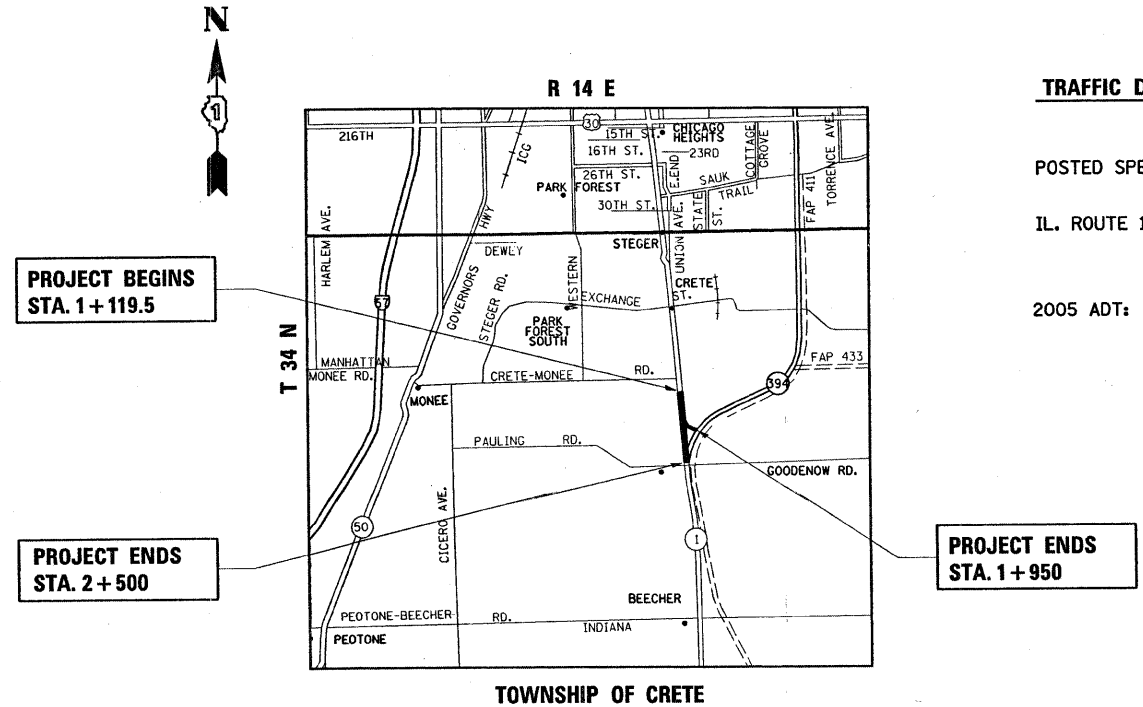 N
1
R 14 E
TRAFFIC D
POSTED SPE
IL. ROUTE 1
2005 ADT:
216TH
30
ICG
15TH ST.
CHICAGO
HEIGHTS
16TH ST.
23RD
26TH ST.
PARK FOREST
30TH ST.
E.END
SAUK
TRAIL
COTTAGE
GROVE
STATE
ST.
FAP 411
TORRENCE AVE.
HARLEM AVE.
HWY
GOVERNORS
DEWEY
STEGER
UNION AVE.
WESTERN
STEGER RD.
EXCHANGE
CRETE
ST.
57
PARK
FOREST
SOUTH
PROJECT BEGINS
STA. 1+119.5
T 34 N
MANHATTAN
MONEE RD.
CRETE-MONEE RD.
FAP 433
394
MONEE
PAULING RD.
GOODENOW RD.
CICERO AVE.
50
1
PROJECT ENDS
STA. 2+500
PROJECT ENDS
STA. 1+950
BEECHER
PEOTONE-BEECHER RD.
INDIANA
PEOTONE
TOWNSHIP OF CRETE